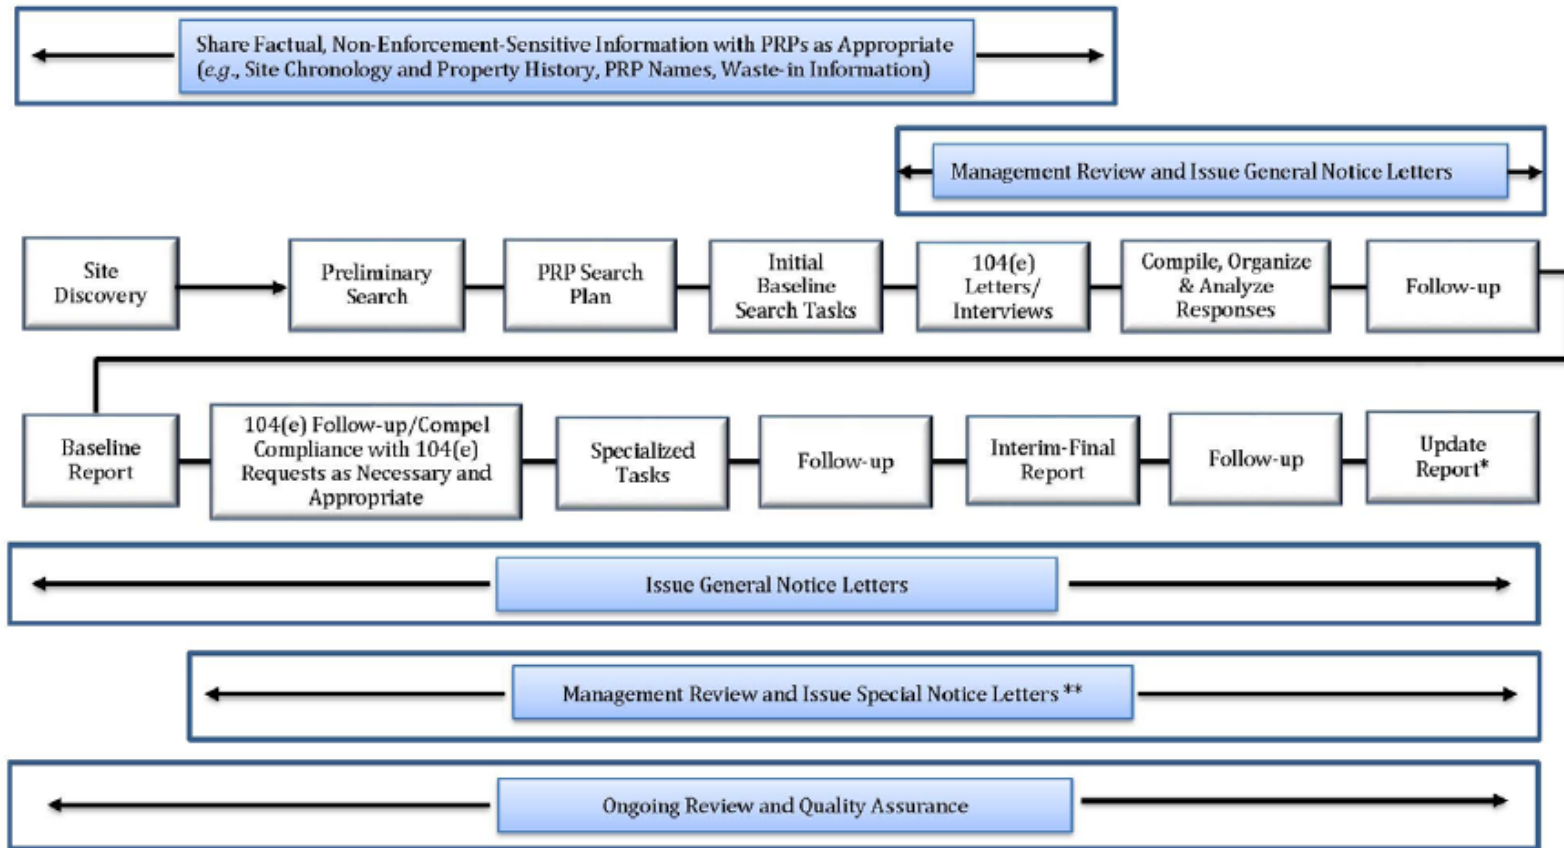 Share Factual, Non-Enforcement-Sensitive Information with PRPs as Appropriate
(e.g., Site Chronology and Property History, PRP Names, Waste-in Information)
Management Review and Issue General Notice Letters
Site
Discovery
Preliminary
Search
PRP Search
Plan
Initial
Baseline
Search Tasks
104(e)
Letters/
Interviews
Compile, Organize
& Analyze
Responses
Follow-up
Baseline
Report
104(e) Follow-up/Compel
Compliance with 104(e)
Requests as Necessary and
Appropriate
Specialized
Tasks
Follow-up
Interim-Final
Report
Follow-up
Update
Report*
Issue General Notice Letters
Management Review and Issue Special Notice Letters **
Ongoing Review and Quality Assurance